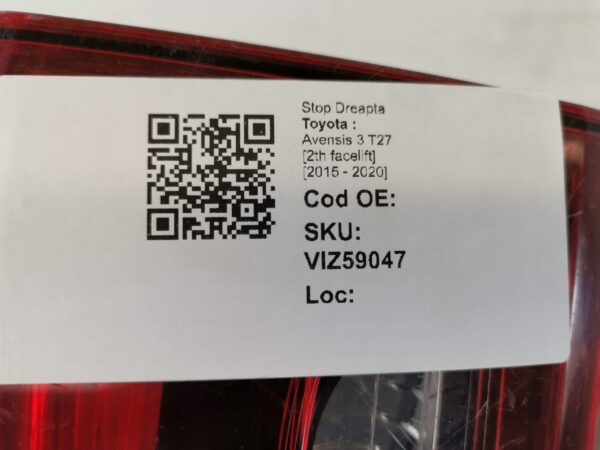 Stop Dreapta
Toyota :
Avensis 3 T27
[2th facelift]
[2015 - 2020]
Cod OE:
SKU:
VIZ59047
Loc: